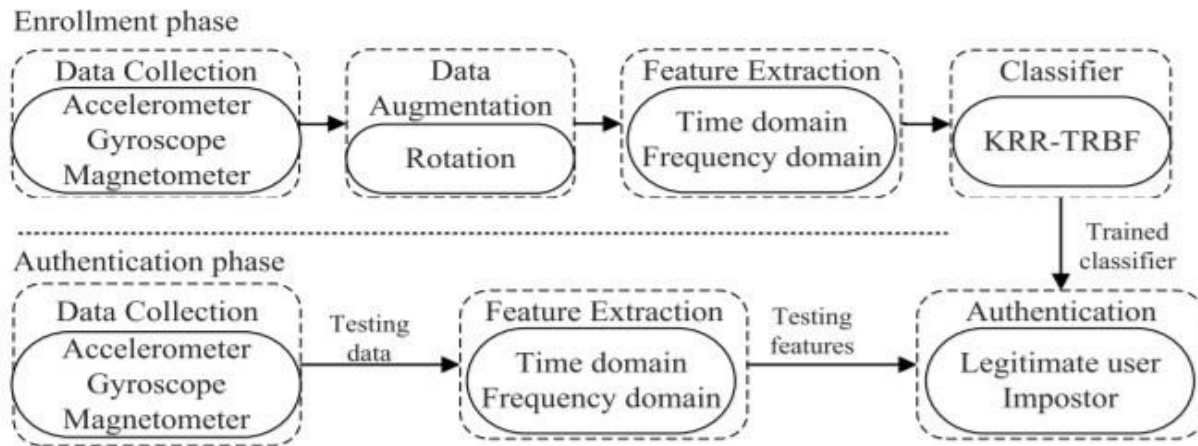 Enrollment phase
Data Collection
Accelerometer
Gyroscope
Magnetometer
Data
Augmentation
Rotation
Feature Extraction
Time domain
Frequency domain
Classifier
KRR-TRBF
Trained
classifier
Authentication phase
Data Collection
Accelerometer
Gyroscope
Magnetometer
Testing
data
Feature Extraction
Time domain
Frequency domain
Testing
features
Authentication
Legitimate user
Impostor